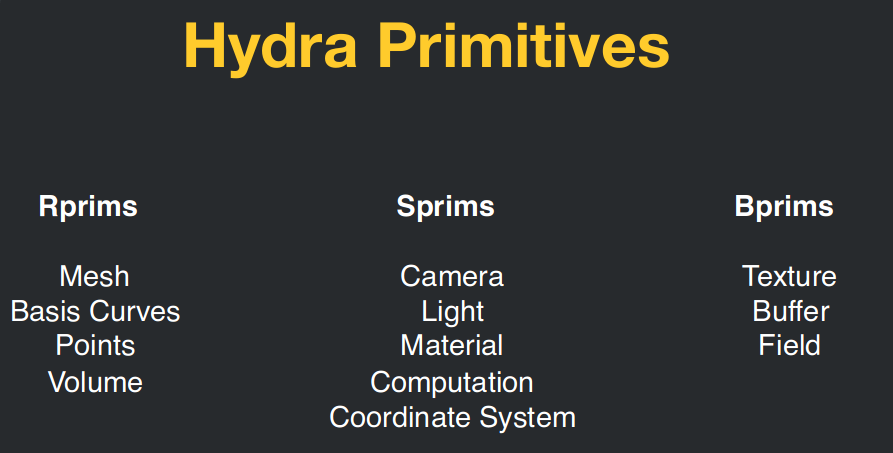 Hydra Primitives
Rprims
Mesh
Basis Curves
Points
Volume
Sprims
Camera
Light
Material
Computation
Coordinate System
Bprims
Texture
Buffer
Field